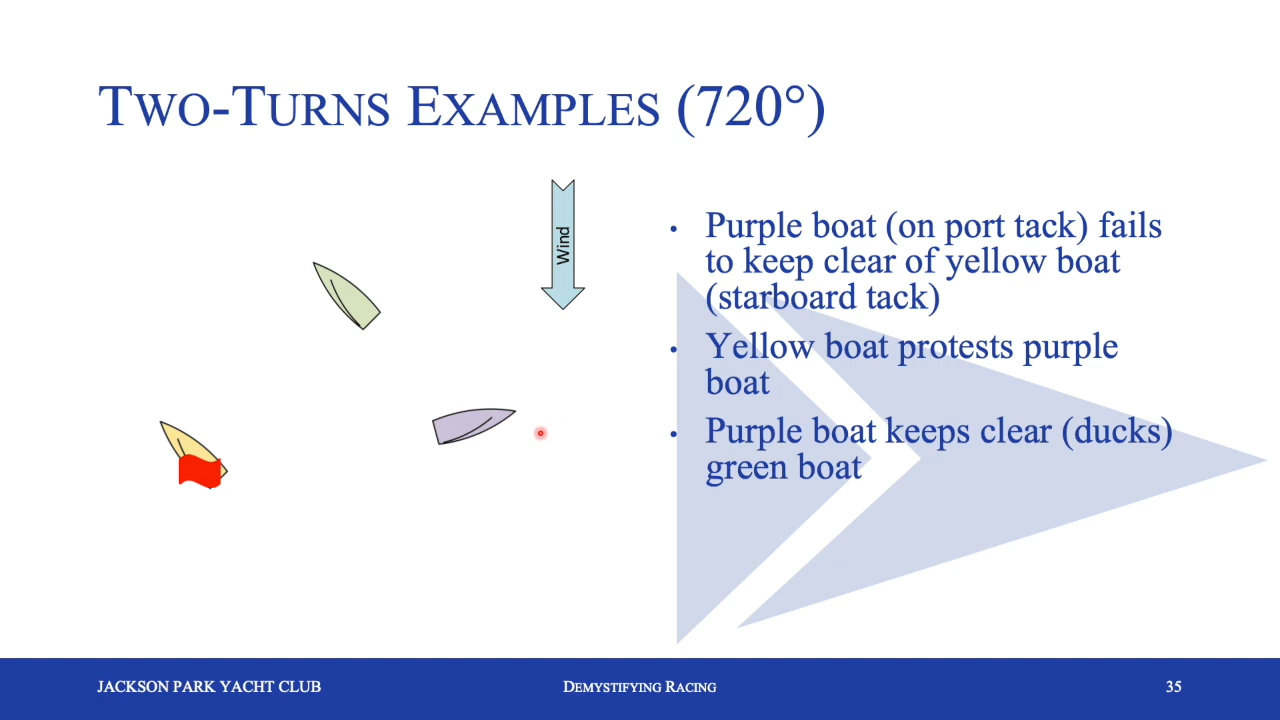 TWO-TURNS EXAMPLES (720°)
Wind
• Purple boat (on port tack) fails
to keep clear of yellow boat
(starboard tack)
• Yellow boat protests purple
boat
• Purple boat keeps clear (ducks)
green boat
JACKSON PARK YACHT CLUB
DEMYSTIFYING RACING
35